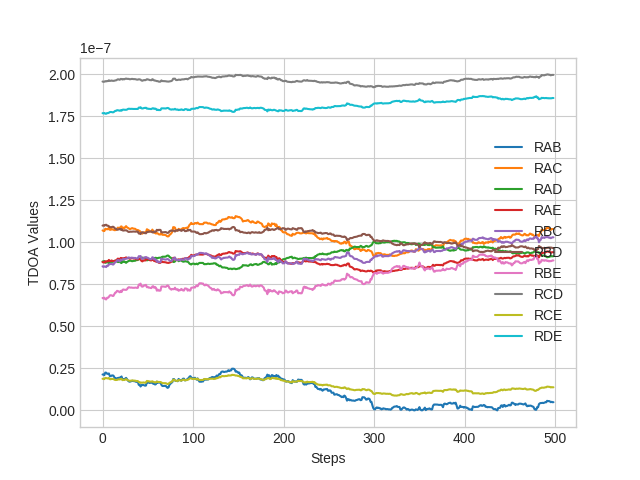 1e−7
2.00
1.75
1.50
1.25
1.00
0.75
0.50
0.25
0.00
TDOA Values
0
100
200
300
400
500
Steps
RAB
RAC
RAD
RAE
RBC
RBD
RBE
RCD
RCE
RDE